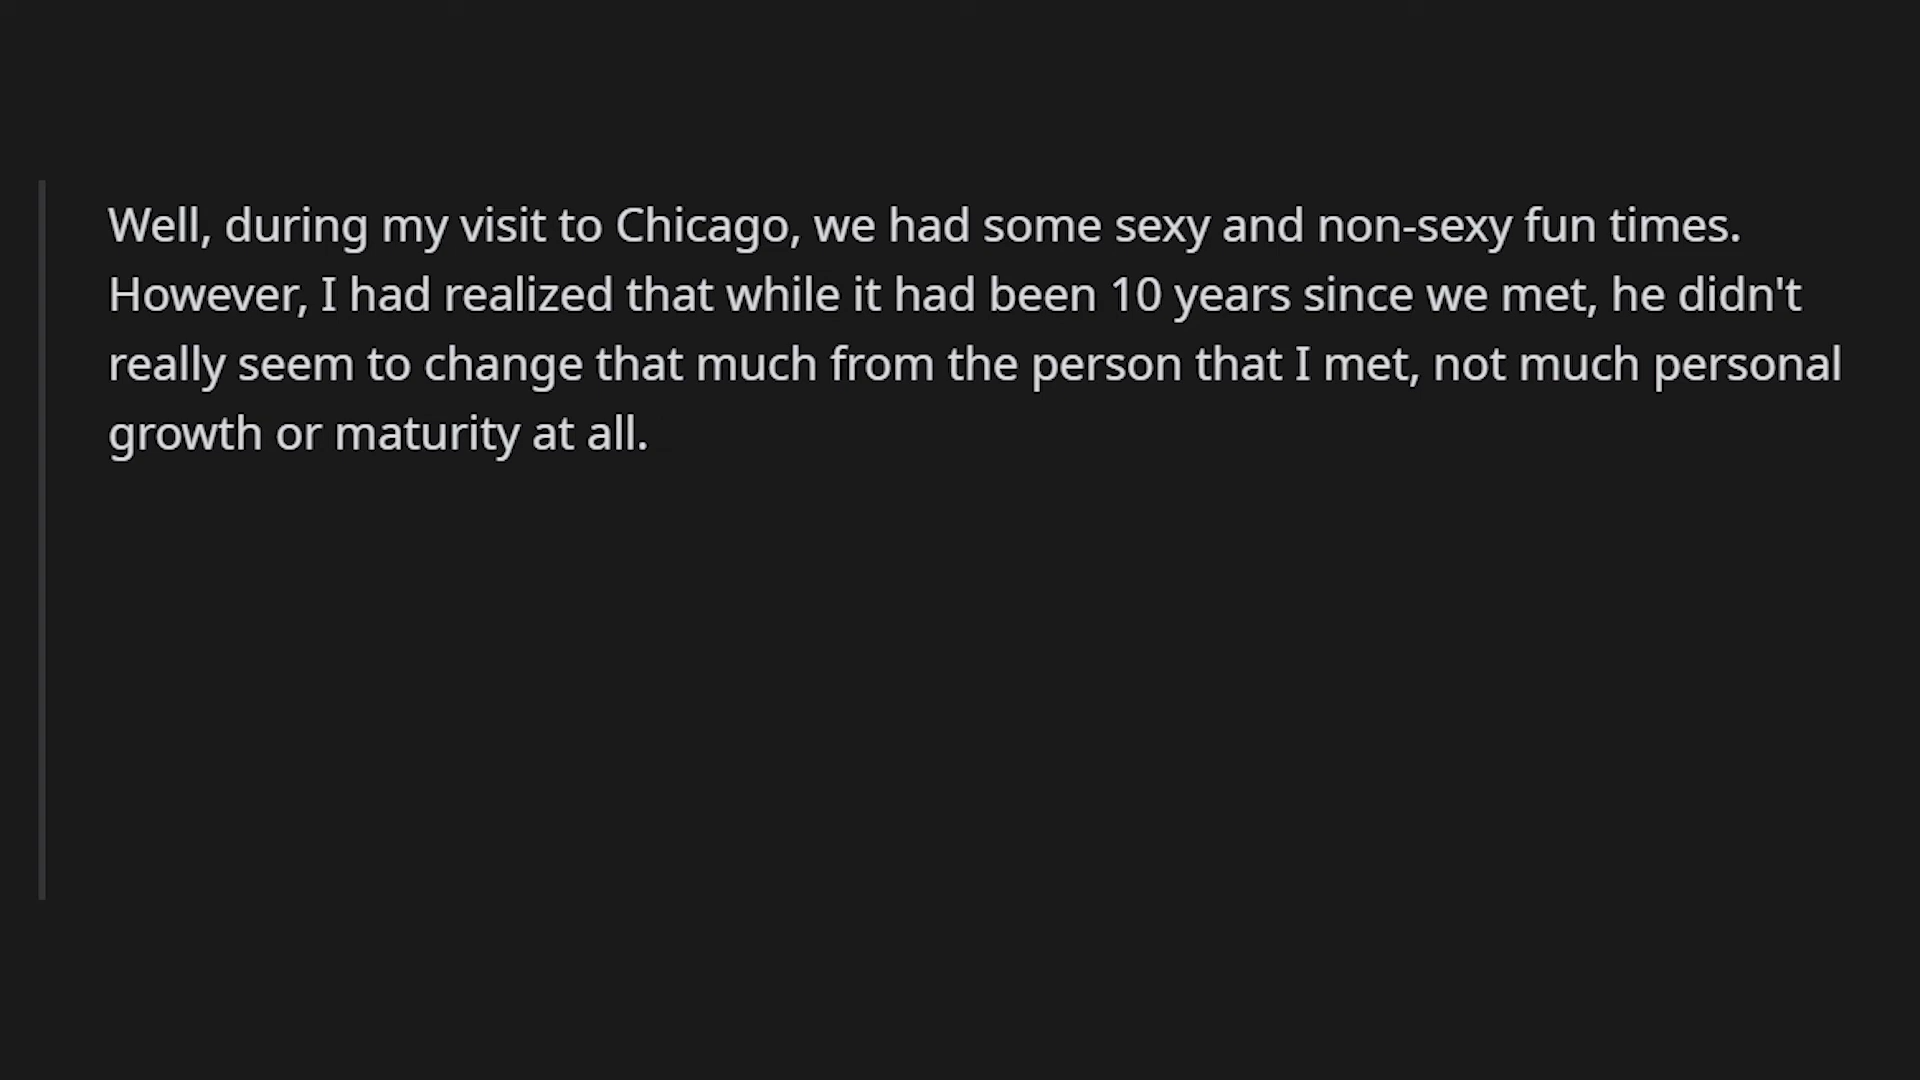 Well, during my visit to Chicago, we had some sexy and non-sexy fun times.
However, I had realized that while it had been 10 years since we met, he didn't
really seem to change that much from the person that I met, not much personal
growth or maturity at all.